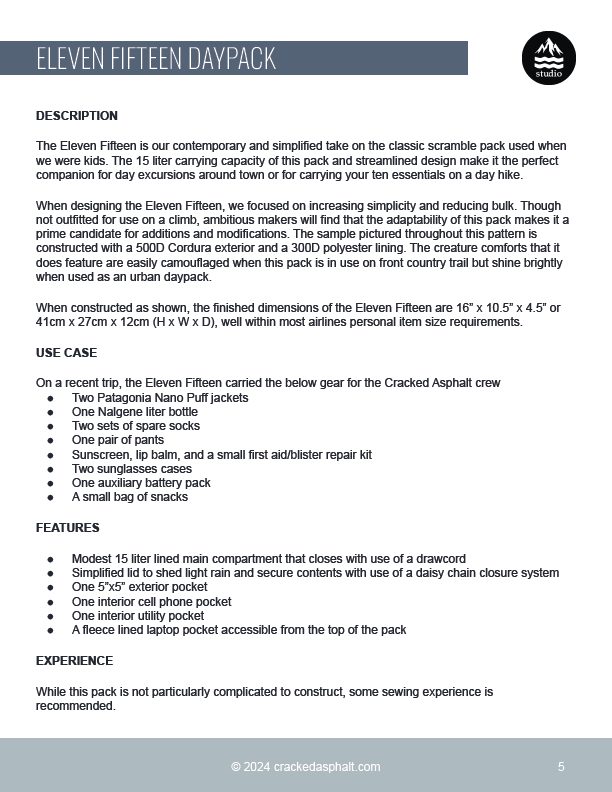 ELEVEN FIFTEEN DAYPACK
studio
DESCRIPTION
The Eleven Fifteen is our contemporary and simplified take on the classic scramble pack used when
we were kids. The 15 liter carrying capacity of this pack and streamlined design make it the perfect
companion for day excursions around town or for carrying your ten essentials on a day hike.
When designing the Eleven Fifteen, we focused on increasing simplicity and reducing bulk. Though
not outfitted for use on a climb, ambitious makers will find that the adaptability of this pack makes it a
prime candidate for additions and modifications. The sample pictured throughout this pattern is
constructed with a 500D Cordura exterior and a 300D polyester lining. The creature comforts that it
does feature are easily camouflaged when this pack is in use on front country trail but shine brightly
when used as an urban daypack.
When constructed as shown, the finished dimensions of the Eleven Fifteen are 16” x 10.5” x 4.5” or
41cm x 27cm x 12cm (H x W x D), well within most airlines personal item size requirements.
USE CASE
On a recent trip, the Eleven Fifteen carried the below gear for the Cracked Asphalt crew
● Two Patagonia Nano Puff jackets
● One Nalgene liter bottle
● Two sets of spare socks
● One pair of pants
● Sunscreen, lip balm, and a small first aid/blister repair kit
● Two sunglasses cases
● One auxiliary battery pack
● A small bag of snacks
FEATURES
● Modest 15 liter lined main compartment that closes with use of a drawcord
● Simplified lid to shed light rain and secure contents with use of a daisy chain closure system
● One 5”x5” exterior pocket
● One interior cell phone pocket
● One interior utility pocket
● A fleece lined laptop pocket accessible from the top of the pack
EXPERIENCE
While this pack is not particularly complicated to construct, some sewing experience is
recommended.
© 2024 crackedasphalt.com
5